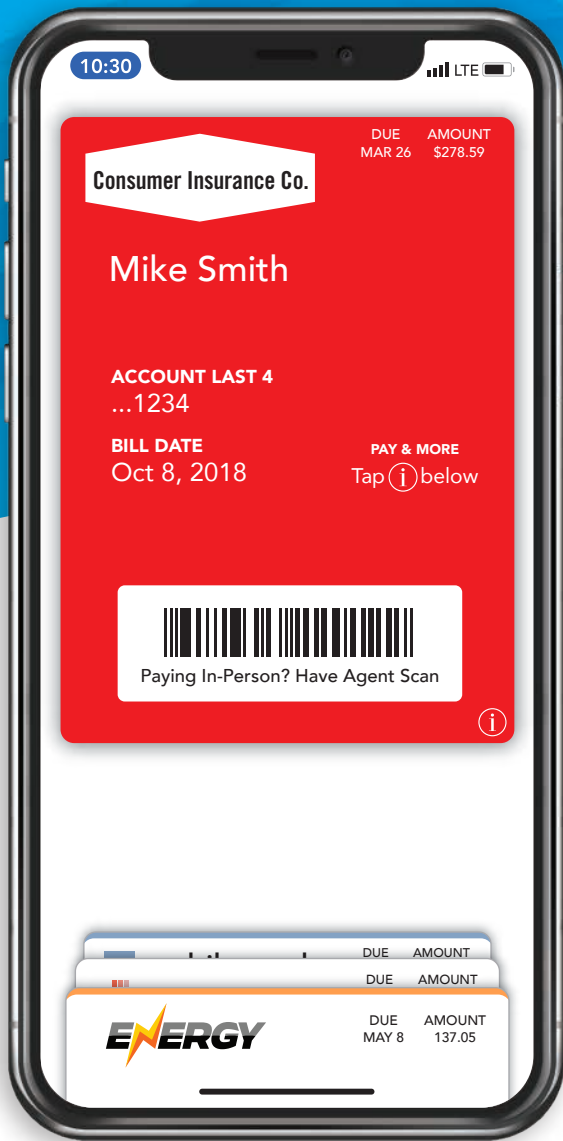 10:30
LTE
DUE AMOUNT
MAR 26 $278.59
Consumer Insurance Co.
Mike Smith
ACCOUNT LAST 4
...1234
BILL DATE
Oct 8, 2018
PAY & MORE
Tap i below
Paying In-Person? Have Agent Scan
i
DUE AMOUNT
DUE AMOUNT
ENERGY
DUE AMOUNT
MAY 8 137.05